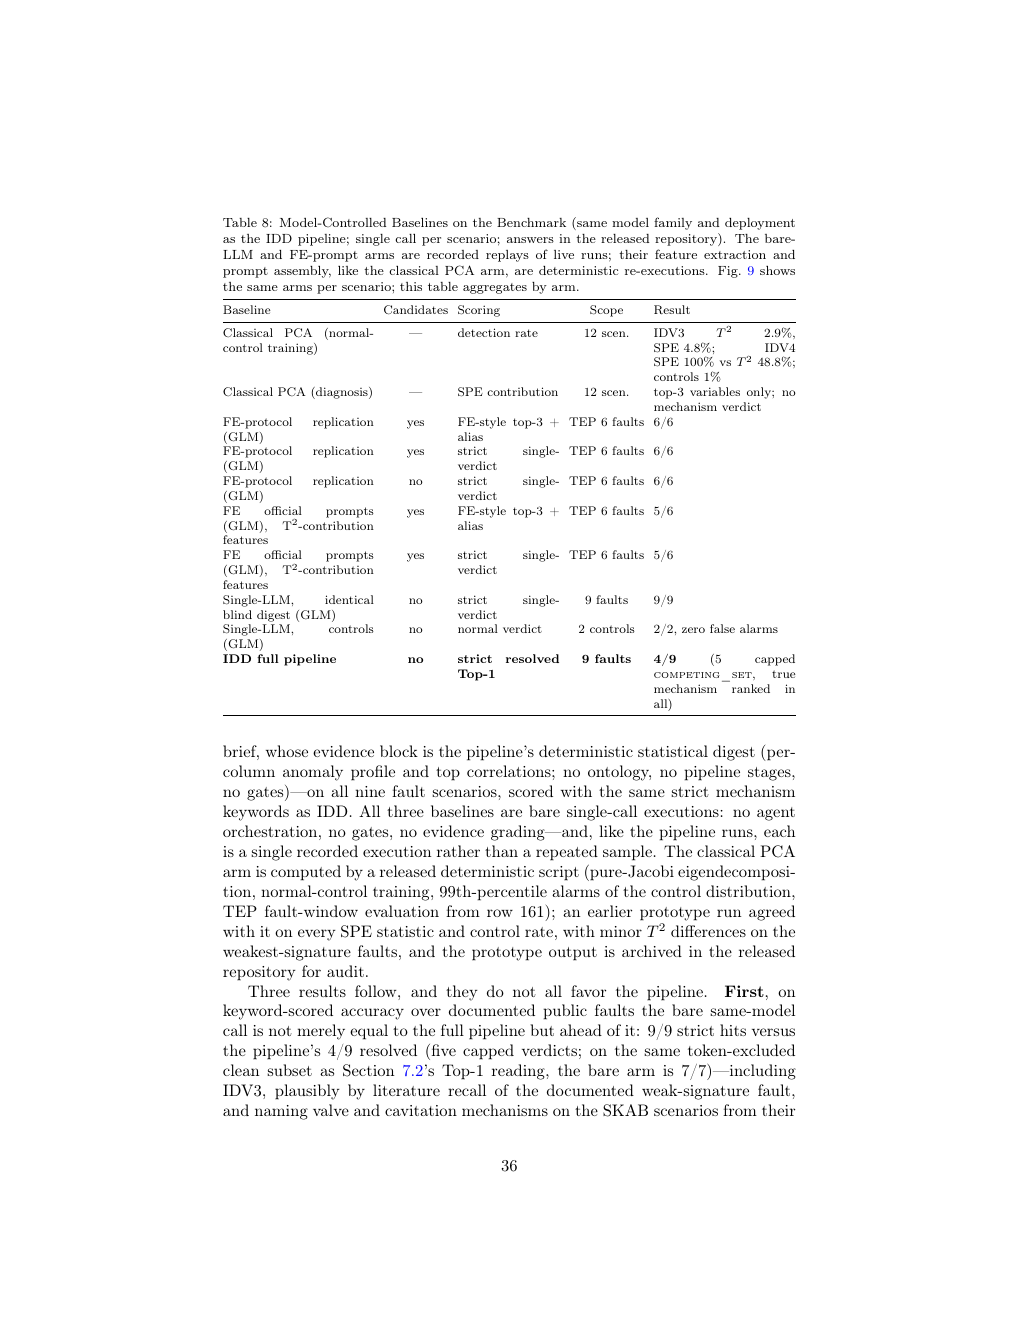 Table 8: Model-Controlled Baselines on the Benchmark (same model family and deployment
as the IDD pipeline; single call per scenario; answers in the released repository). The bare-
LLM and FE-prompt arms are recorded replays of live runs; their feature extraction and
prompt assembly, like the classical PCA arm, are deterministic re-executions. Fig. 9 shows
the same arms per scenario; this table aggregates by arm.
Baseline Candidates Scoring Scope Result
Classical PCA (normal- — detection rate 12 scen. IDV3 T² 2.9%,
control training) SPE 4.8%; IDV4
SPE 100% vs T² 48.8%;
controls 1%
Classical PCA (diagnosis) — SPE contribution 12 scen. top-3 variables only; no
mechanism verdict
FE-protocol replication yes FE-style top-3 + TEP 6 faults 6/6
(GLM) alias
FE-protocol replication yes strict single- TEP 6 faults 6/6
(GLM) verdict
FE-protocol replication no strict single- TEP 6 faults 6/6
(GLM) verdict
FE official prompts yes FE-style top-3 + TEP 6 faults 5/6
(GLM), T²-contribution alias
features
FE official prompts yes strict single- TEP 6 faults 5/6
(GLM), T²-contribution verdict
features
Single-LLM, identical no strict single- 9 faults 9/9
blind digest (GLM) verdict
Single-LLM, controls no normal verdict 2 controls 2/2, zero false alarms
(GLM)
IDD full pipeline no strict resolved 9 faults 4/9 (5 capped
Top-1 COMPETING_SET, true
mechanism ranked in
all)
brief, whose evidence block is the pipeline's deterministic statistical digest (per-
column anomaly profile and top correlations; no ontology, no pipeline stages,
no gates)—on all nine fault scenarios, scored with the same strict mechanism
keywords as IDD. All three baselines are bare single-call executions: no agent
orchestration, no gates, no evidence grading—and, like the pipeline runs, each
is a single recorded execution rather than a repeated sample. The classical PCA
arm is computed by a released deterministic script (pure-Jacobi eigendecomposi-
tion, normal-control training, 99th-percentile alarms of the control distribution,
TEP fault-window evaluation from row 161); an earlier prototype run agreed
with it on every SPE statistic and control rate, with minor T² differences on the
weakest-signature faults, and the prototype output is archived in the released
repository for audit.
Three results follow, and they do not all favor the pipeline. First, on
keyword-scored accuracy over documented public faults the bare same-model
call is not merely equal to the full pipeline but ahead of it: 9/9 strict hits versus
the pipeline's 4/9 resolved (five capped verdicts; on the same token-excluded
clean subset as Section 7.2's Top-1 reading, the bare arm is 7/7)—including
IDV3, plausibly by literature recall of the documented weak-signature fault,
and naming valve and cavitation mechanisms on the SKAB scenarios from their
36